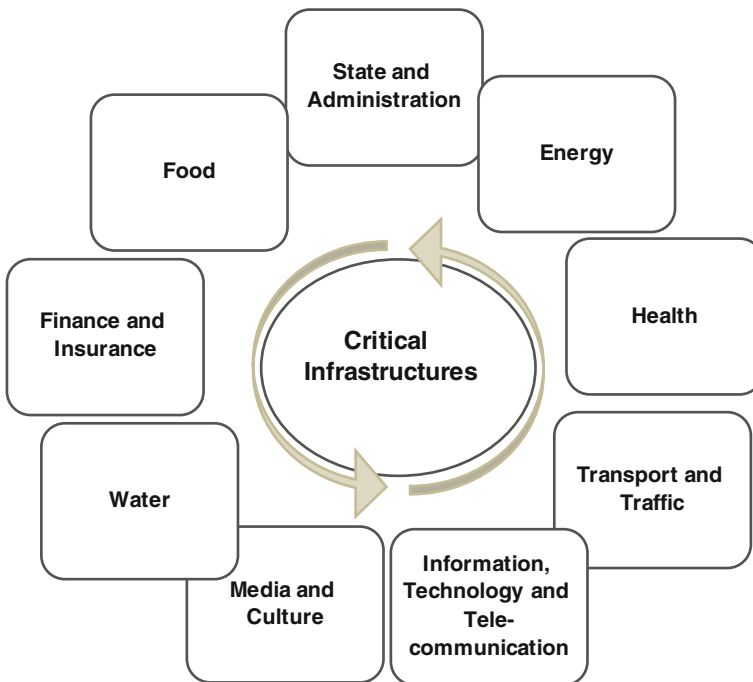 State and
Administration
Energy
Food
Health
Finance and
Insurance
Critical
Infrastructures
Transport and
Traffic
Water
Information,
Technology and
Tele-
communication
Media and
Culture